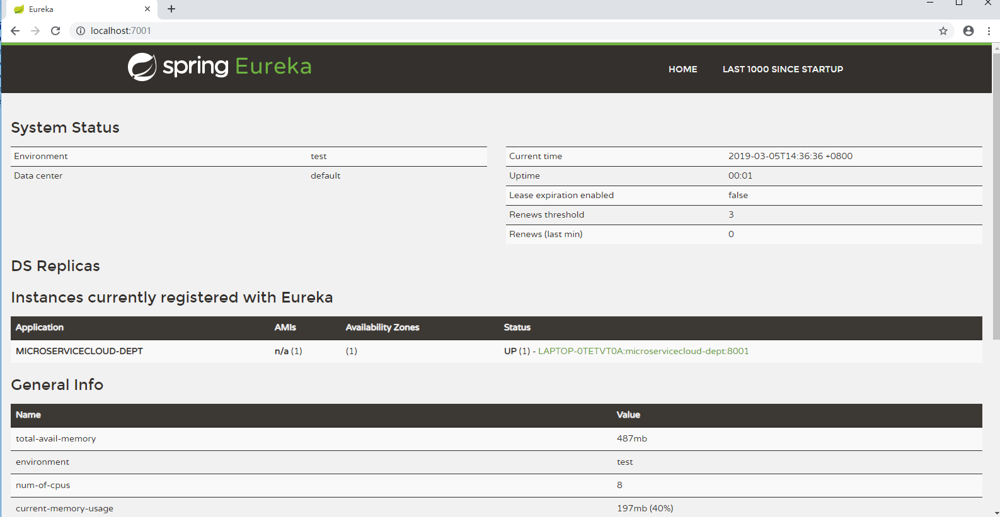 Eureka
localhost:7001
spring Eureka
HOME LAST 1000 SINCE STARTUP
System Status
Environment test
Data center default
Current time 2019-03-05T14:36:36 +0800
Uptime 00:01
Lease expiration enabled false
Renews threshold 3
Renews (last min) 0
DS Replicas
Instances currently registered with Eureka
Application AMIs Availability Zones Status
MICROSERVICECLOUD-DEPT n/a (1) (1) UP (1) - LAPTOP-0TETVT0A:microservicecloud-dept:8001
General Info
Name Value
total-avail-memory 487mb
environment test
num-of-cpus 8
current-memory-usage 197mb (40%)